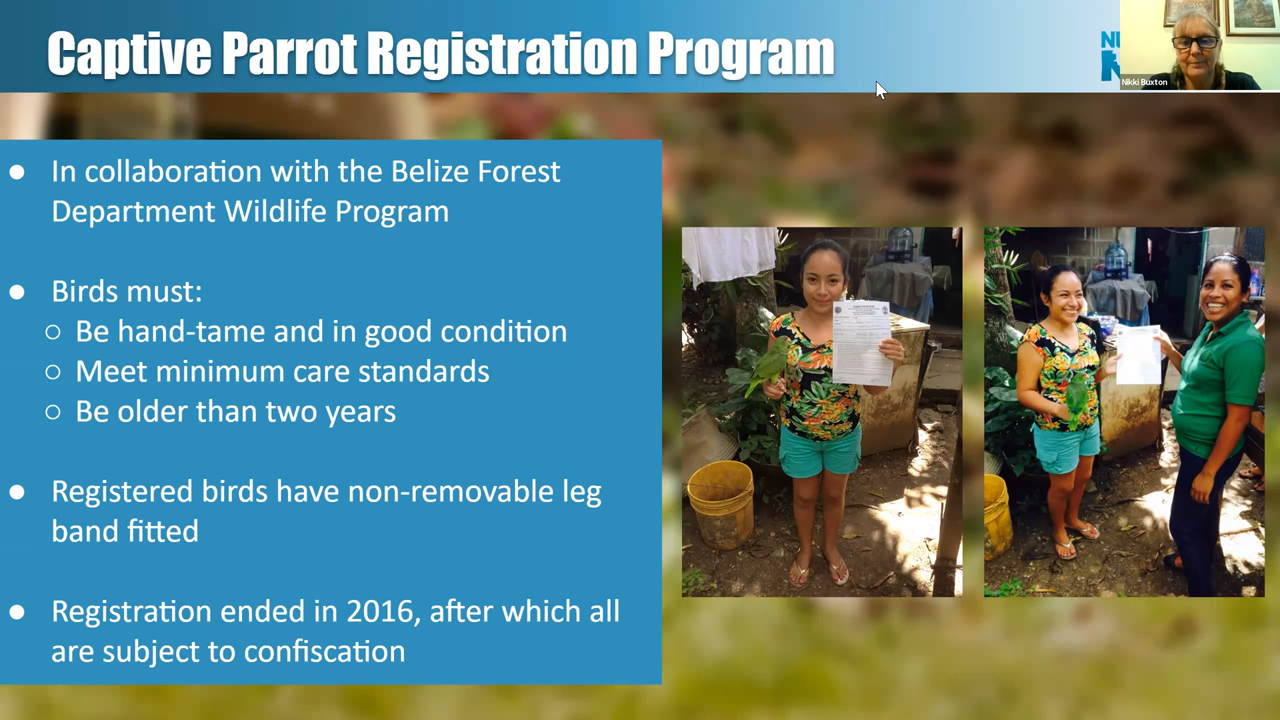 Captive Parrot Registration Program
Nikki Buxton
● In collaboration with the Belize Forest
Department Wildlife Program
● Birds must:
○ Be hand-tame and in good condition
○ Meet minimum care standards
○ Be older than two years
● Registered birds have non-removable leg
band fitted
● Registration ended in 2016, after which all
are subject to confiscation